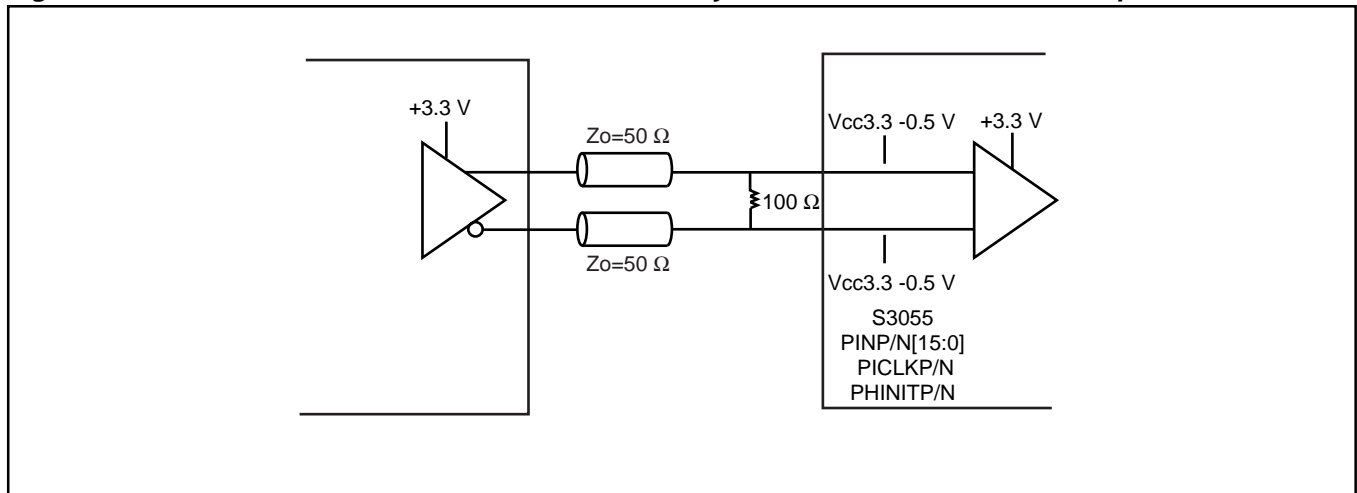 +3.3 V
Zo=50 Ω
Zo=50 Ω
100 Ω
Vcc3.3 -0.5 V
+3.3 V
Vcc3.3 -0.5 V
S3055
PINP/N[15:0]
PICLKP/N
PHINITP/N